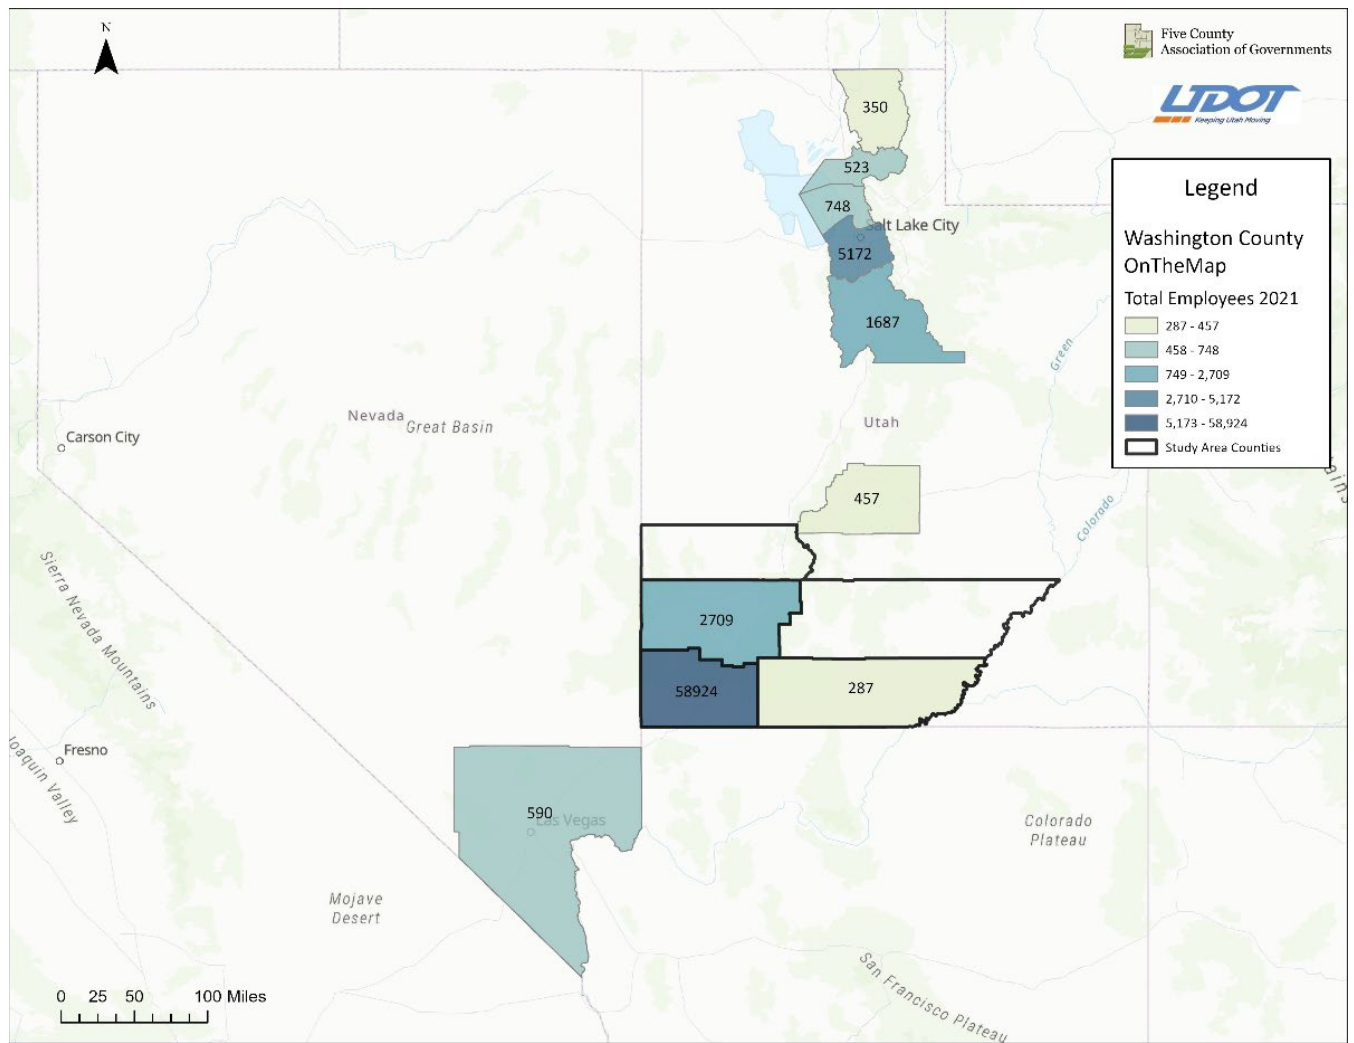 N
Five County
Association of Governments
UDOT
Keeping Utah Moving
350
523
748
Salt Lake City
5172
1687
Legend
Washington County
OnTheMap
Total Employees 2021
287 - 457
458 - 748
749 - 2,709
2,710 - 5,172
5,173 - 58,924
Study Area Counties
Green
Nevada
Great Basin
Utah
Carson City
457
Colorado
Sierra Nevada Mountains
2709
58924
287
Fresno
Joaquin Valley
590
Las Vegas
Colorado
Plateau
Mojave
Desert
San Francisco Plateau
0 25 50 100 Miles